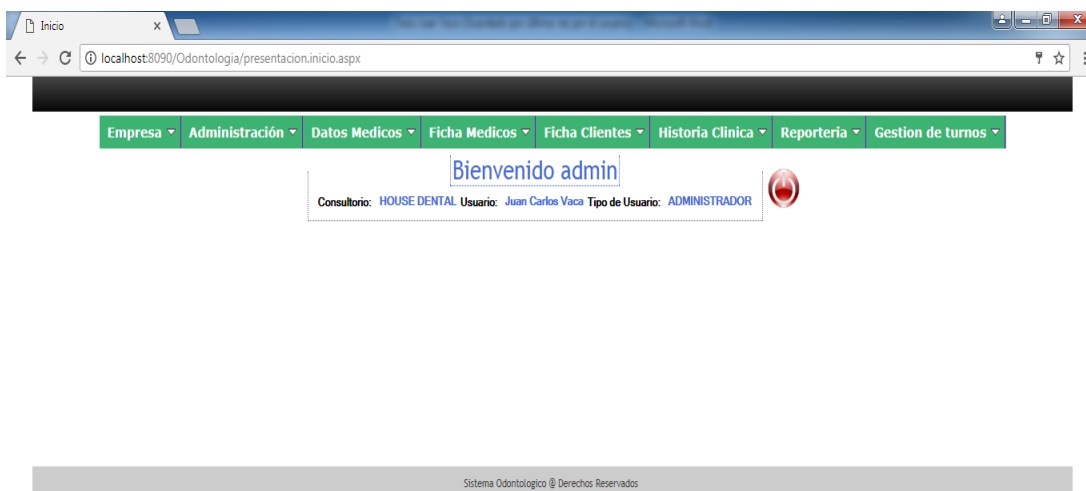 Inicio
localhost:8090/Odontologia/presentacion.inicio.aspx
Empresa Administración Datos Medicos Ficha Medicos Ficha Clientes Historia Clinica Reporteria Gestion de turnos
Bienvenido admin
Consultorio: HOUSE DENTAL Usuario: Juan Carlos Vaca Tipo de Usuario: ADMINISTRADOR
Sistema Odontologico @ Derechos Reservados